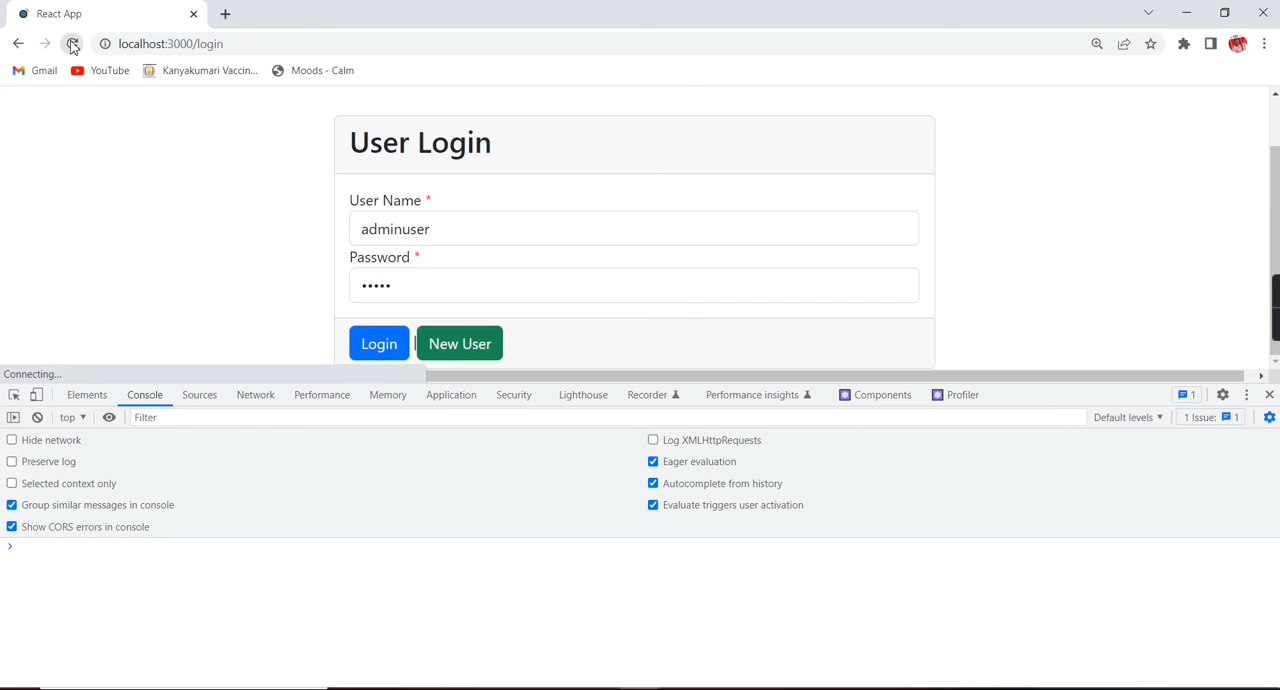 React App
localhost:3000/login
Gmail YouTube Kanyakumari Vaccin... Moods - Calm
User Login
User Name *
adminuser
Password *
•••••
Login | New User
Connecting...
Elements Console Sources Network Performance Memory Application Security Lighthouse Recorder Performance insights Components Profiler 1
top Filter Default levels 1 Issue: 1
Hide network Log XMLHttpRequests
Preserve log Eager evaluation
Selected context only Autocomplete from history
Group similar messages in console Evaluate triggers user activation
Show CORS errors in console